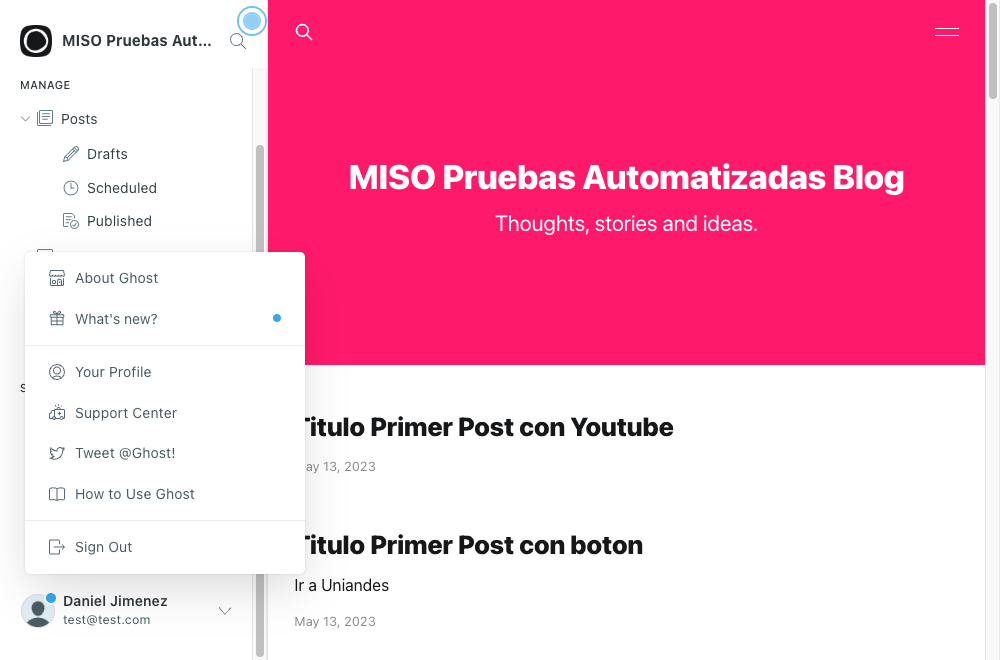 MISO Pruebas Aut...
MANAGE
Posts
Drafts
Scheduled
Published
About Ghost
What's new?
Your Profile
Support Center
Tweet @Ghost!
How to Use Ghost
Sign Out
Daniel Jimenez
test@test.com
MISO Pruebas Automatizadas Blog
Thoughts, stories and ideas.
Titulo Primer Post con Youtube
May 13, 2023
Titulo Primer Post con boton
Ir a Uniandes
May 13, 2023